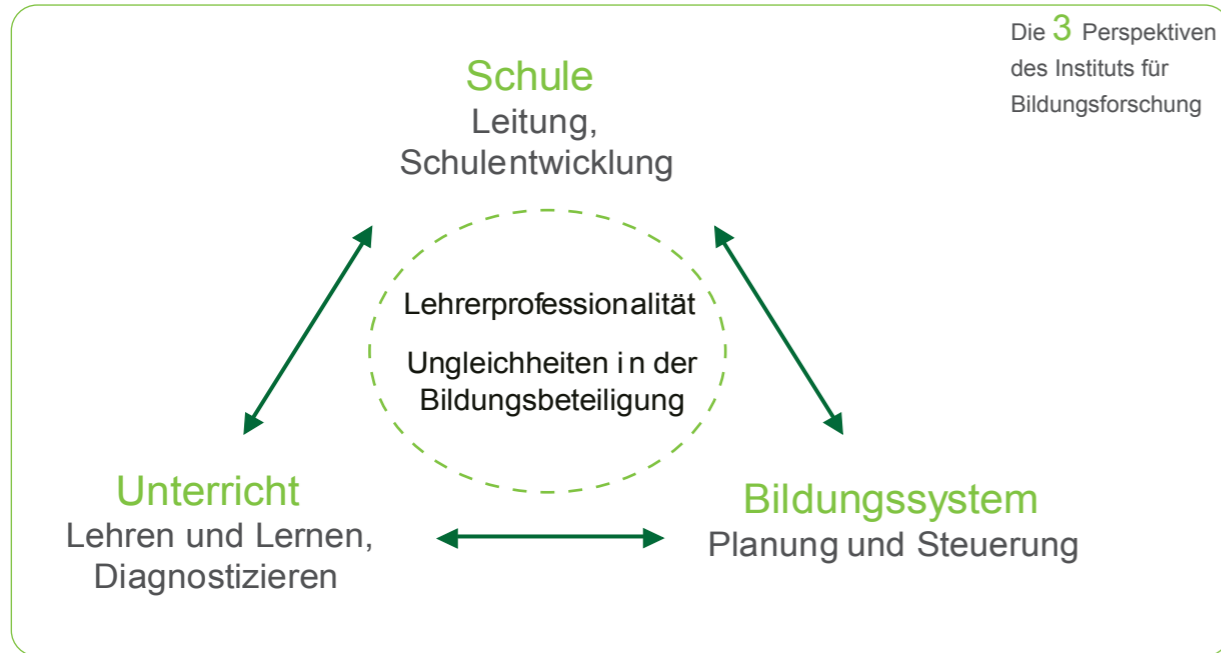 Die 3 Perspektiven
des Instituts für
Bildungsforschung
Schule
Leitung,
Schulentwicklung
Lehrerprofessionalität
Ungleichheiten in der
Bildungsbeteiligung
Unterricht
Lehren und Lernen,
Diagnostizieren
Bildungssystem
Planung und Steuerung